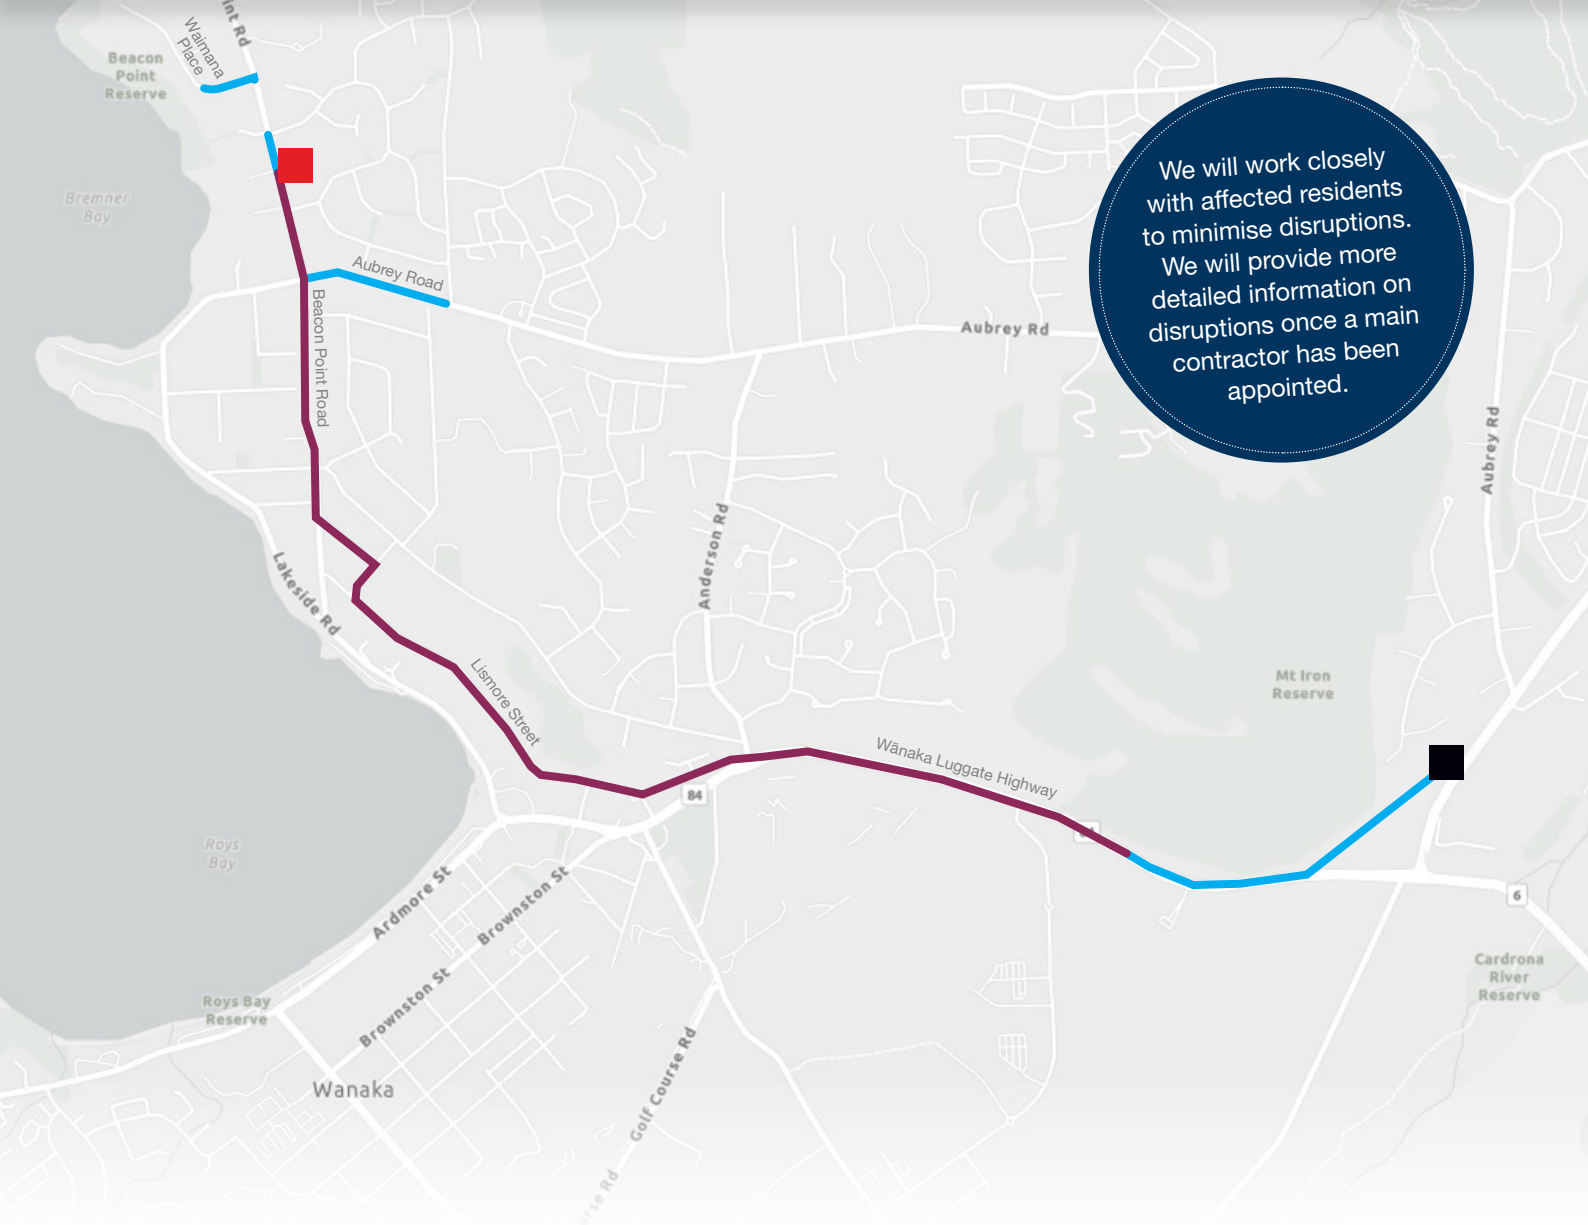 Waimana
Place
Beacon
Point
Reserve
Bremner
Bay
Aubrey Road
Beacon Point Road
Aubrey Rd
We will work closely
with affected residents
to minimise disruptions.
We will provide more
detailed information on
disruptions once a main
contractor has been
appointed.
Aubrey Rd
Anderson Rd
Lakeside Rd
Lismore Street
Mt Iron
Reserve
Wānaka Luggate Highway
84
Roys
Bay
Ardmore St
Brownston St
6
Brownston St
Cardrona
River
Reserve
Roys Bay
Reserve
Golf Course Rd
Wanaka